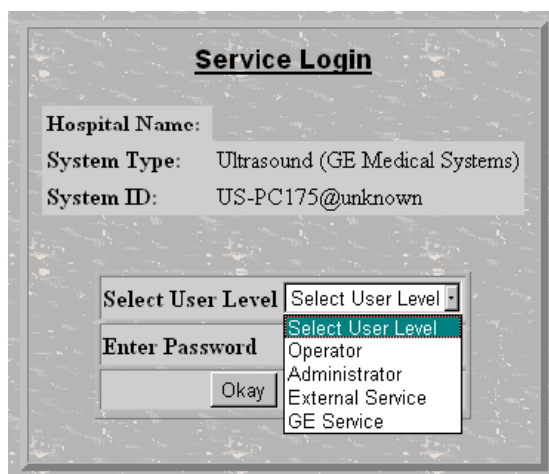 Service Login
Hospital Name:
System Type: Ultrasound (GE Medical Systems)
System ID: US-PC175@unknown
Select User Level Select User Level
Select User Level
Enter Password
Operator
Administrator
Okay
External Service
GE Service